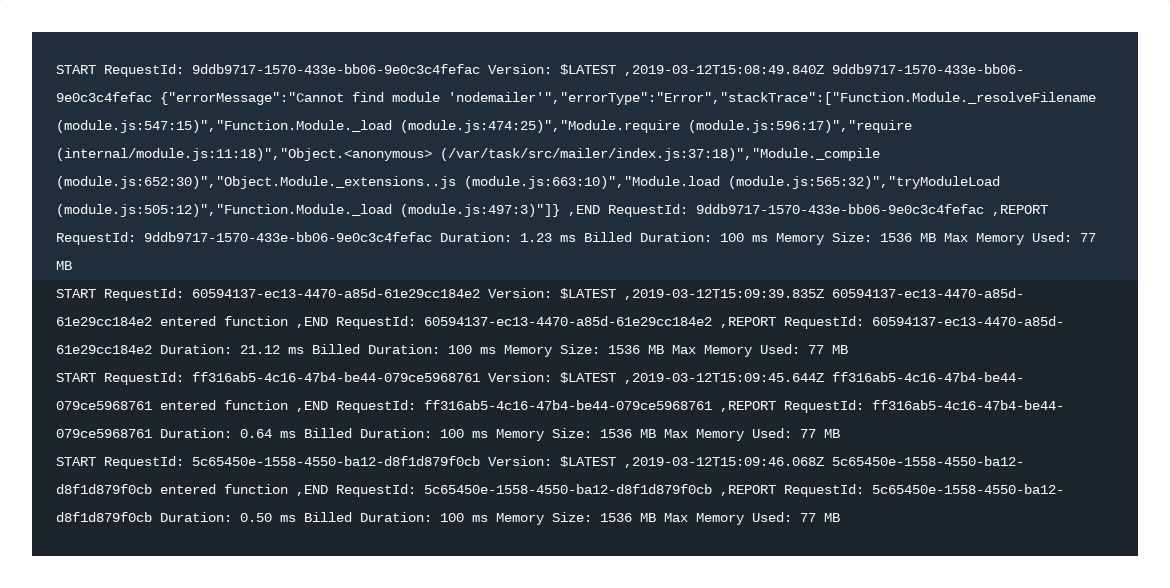 START RequestId: 9ddb9717-1570-433e-bb06-9e0c3c4fefac Version: $LATEST ,2019-03-12T15:08:49.840Z 9ddb9717-1570-433e-bb06-
9e0c3c4fefac {"errorMessage":"Cannot find module 'nodemailer'","errorType":"Error","stackTrace":["Function.Module._resolveFilename
(module.js:547:15)","Function.Module._load (module.js:474:25)","Module.require (module.js:596:17)","require
(internal/module.js:11:18)","Object.<anonymous> (/var/task/src/mailer/index.js:37:18)","Module._compile
(module.js:652:30)","Object.Module._extensions..js (module.js:663:10)","Module.load (module.js:565:32)","tryModuleLoad
(module.js:505:12)","Function.Module._load (module.js:497:3)"]} ,END RequestId: 9ddb9717-1570-433e-bb06-9e0c3c4fefac ,REPORT
RequestId: 9ddb9717-1570-433e-bb06-9e0c3c4fefac Duration: 1.23 ms Billed Duration: 100 ms Memory Size: 1536 MB Max Memory Used: 77
MB
START RequestId: 60594137-ec13-4470-a85d-61e29cc184e2 Version: $LATEST ,2019-03-12T15:09:39.835Z 60594137-ec13-4470-a85d-
61e29cc184e2 entered function ,END RequestId: 60594137-ec13-4470-a85d-61e29cc184e2 ,REPORT RequestId: 60594137-ec13-4470-a85d-
61e29cc184e2 Duration: 21.12 ms Billed Duration: 100 ms Memory Size: 1536 MB Max Memory Used: 77 MB
START RequestId: ff316ab5-4c16-47b4-be44-079ce5968761 Version: $LATEST ,2019-03-12T15:09:45.644Z ff316ab5-4c16-47b4-be44-
079ce5968761 entered function ,END RequestId: ff316ab5-4c16-47b4-be44-079ce5968761 ,REPORT RequestId: ff316ab5-4c16-47b4-be44-
079ce5968761 Duration: 0.64 ms Billed Duration: 100 ms Memory Size: 1536 MB Max Memory Used: 77 MB
START RequestId: 5c65450e-1558-4550-ba12-d8f1d879f0cb Version: $LATEST ,2019-03-12T15:09:46.068Z 5c65450e-1558-4550-ba12-
d8f1d879f0cb entered function ,END RequestId: 5c65450e-1558-4550-ba12-d8f1d879f0cb ,REPORT RequestId: 5c65450e-1558-4550-ba12-
d8f1d879f0cb Duration: 0.50 ms Billed Duration: 100 ms Memory Size: 1536 MB Max Memory Used: 77 MB